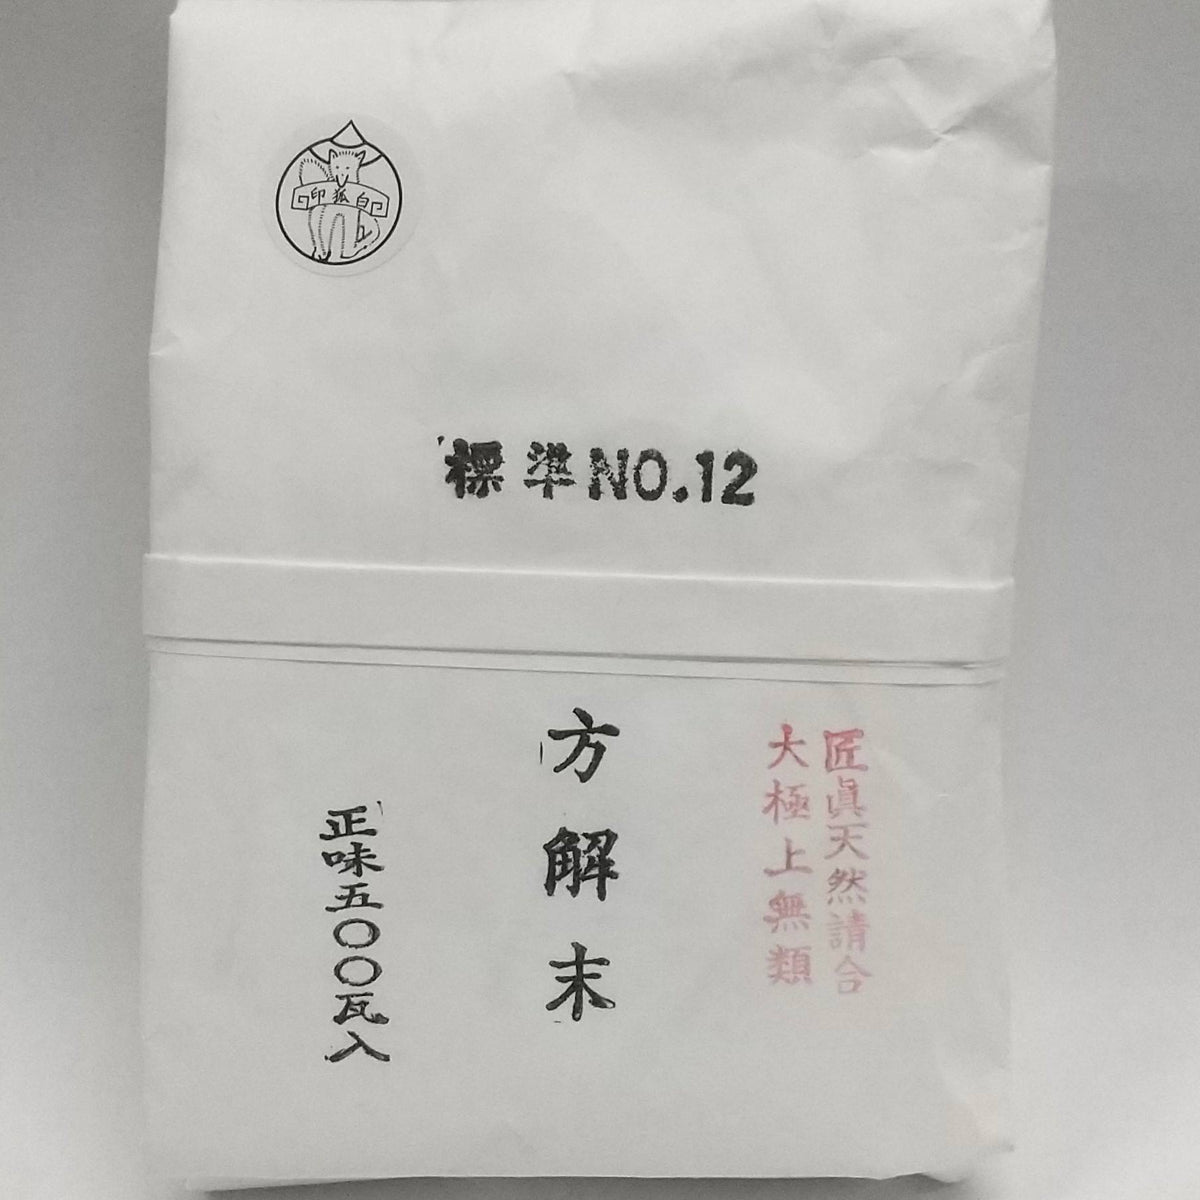 印狐白
標準NO.12
匠眞天然請合
大極上無類
方解末
正味五〇〇瓦入